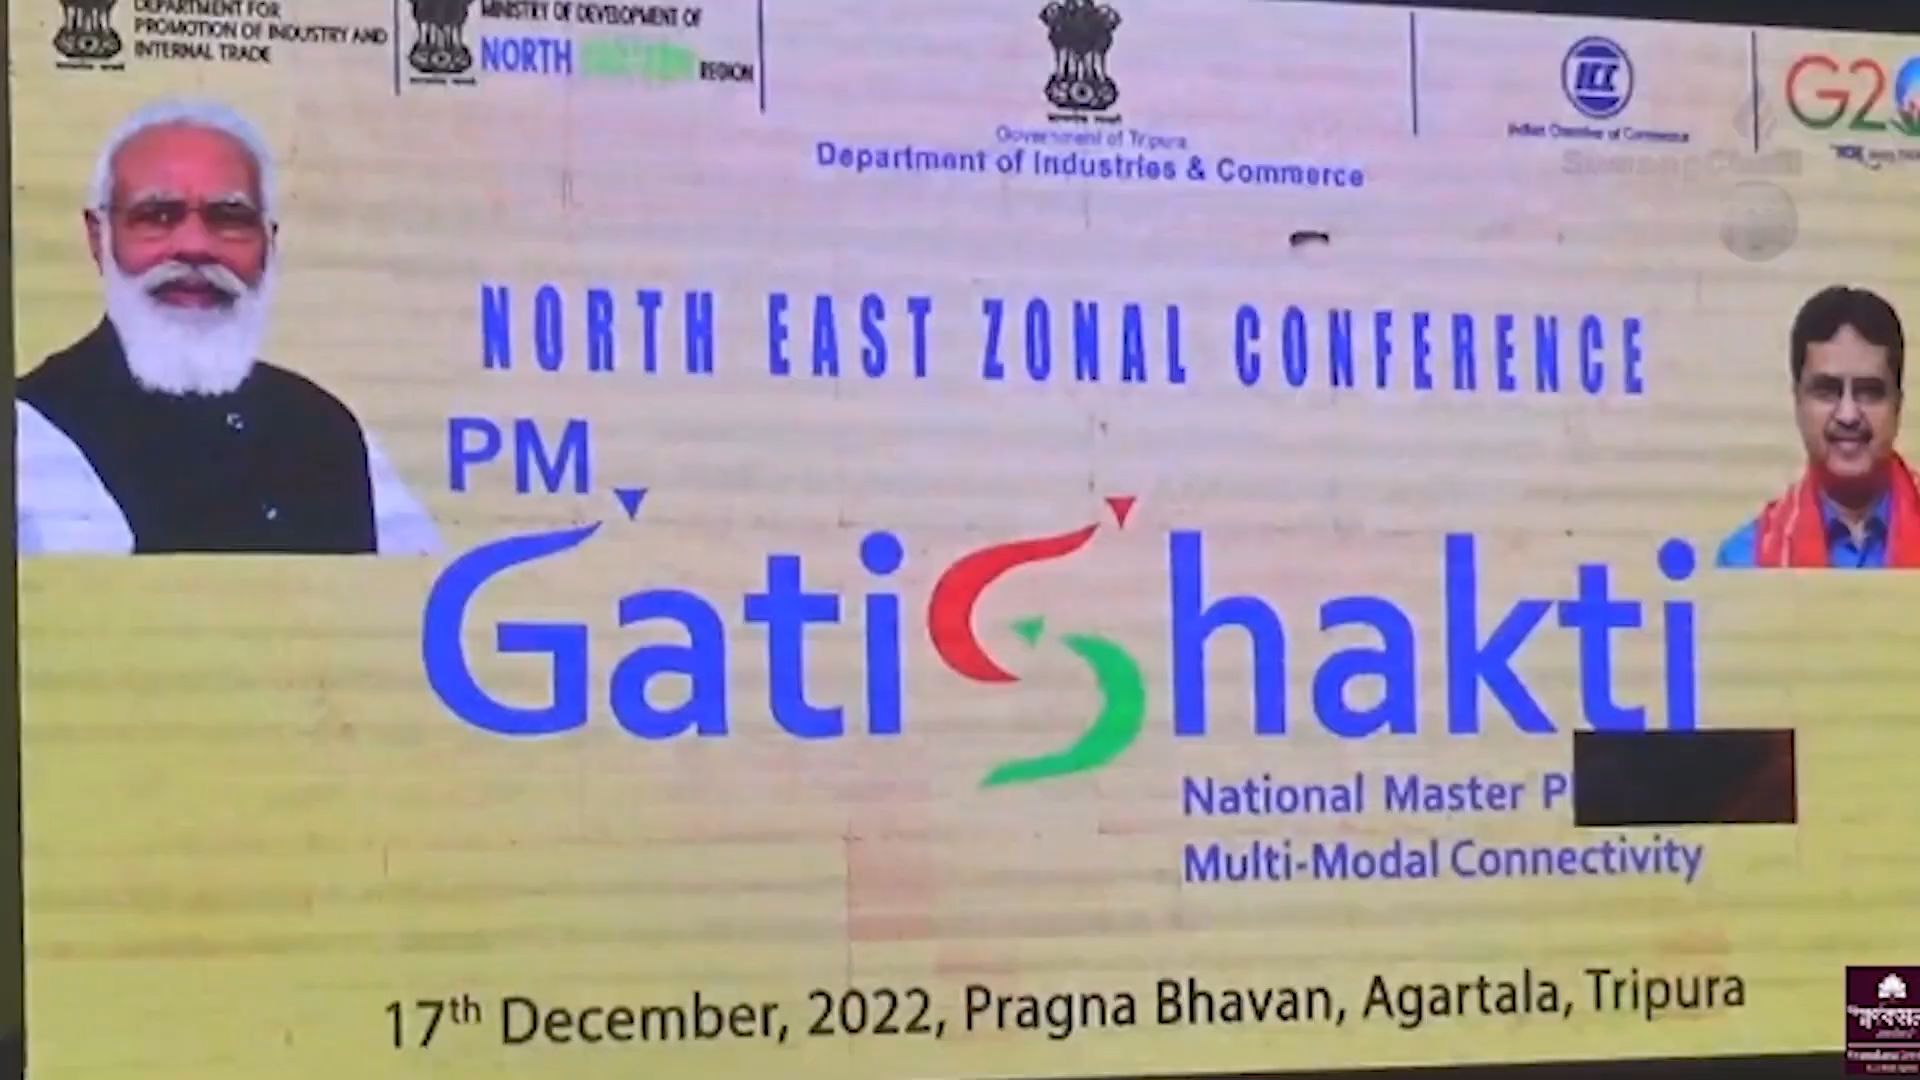 DEPARTMENT FOR
PROMOTION OF INDUSTRY AND
INTERNAL TRADE
MINISTRY OF DEVELOPMENT OF
NORTH REGION
Government of Tripura
Department of Industries & Commerce
ICC
Indian Chamber of Commerce
G20
NORTH EAST ZONAL CONFERENCE
PM
GatiShakti
National Master P
Multi-Modal Connectivity
17th December, 2022, Pragna Bhavan, Agartala, Tripura